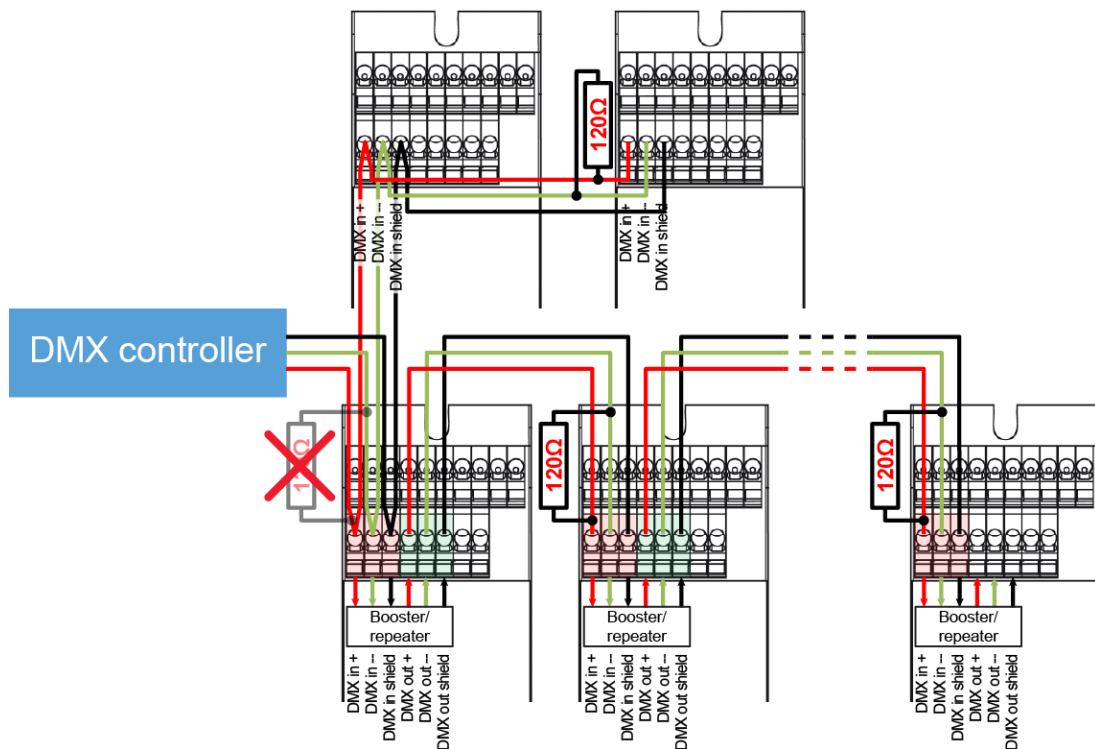 120Ω
DMX in +
DMX in --
DMX in shield
DMX in +
DMX in --
DMX in shield
DMX controller
120Ω
120Ω
Booster/
repeater
Booster/
repeater
Booster/
repeater
DMX in +
DMX in --
DMX in shield
DMX out +
DMX out --
DMX out shield
DMX in +
DMX in --
DMX in shield
DMX out +
DMX out --
DMX out shield
DMX in +
DMX in --
DMX in shield
DMX out +
DMX out --
DMX out shield